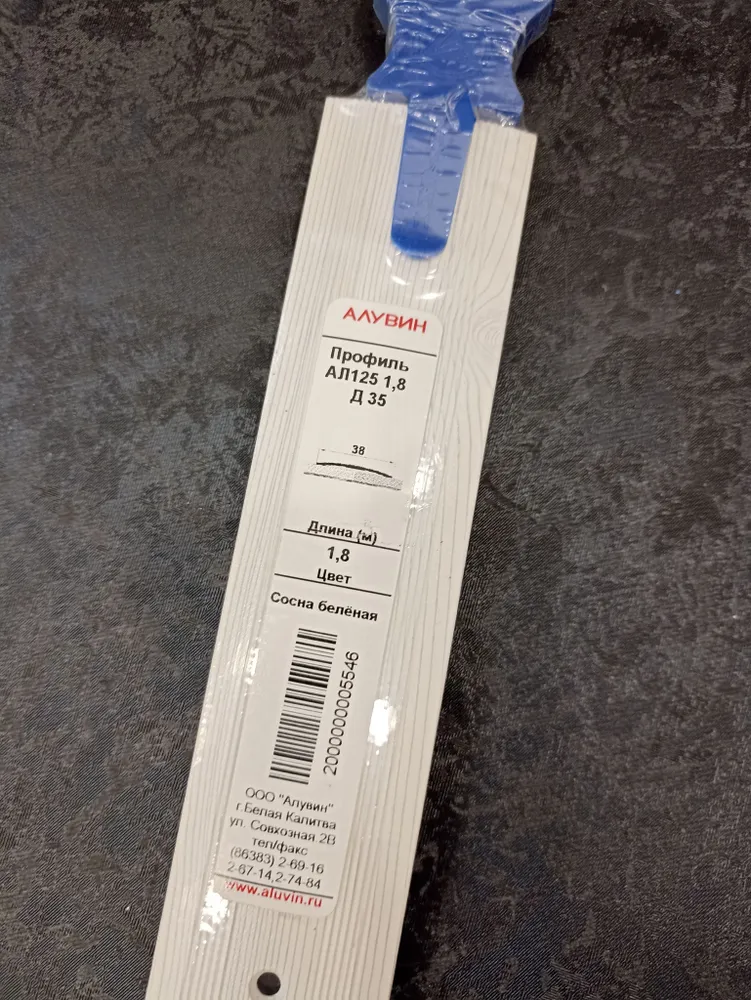 АЛУВИН
Профиль
АЛ125 1,8
Д 35
38
Длина (м)
1,8
Цвет
Сосна белёная
2000000005546
ООО "Алувин"
г.Белая Калитва
ул. Совхозная 2В
тел/факс
(86383) 2-69-16
2-67-14,2-74-84
www.aluvin.ru